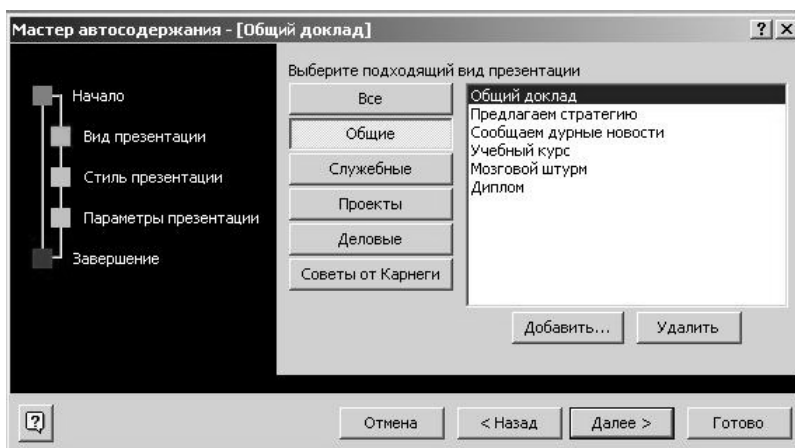 Мастер автосодержания - [Общий доклад]
Начало
Вид презентации
Стиль презентации
Параметры презентации
Завершение
Выберите подходящий вид презентации
Все
Общие
Служебные
Проекты
Деловые
Советы от Карнеги
Общий доклад
Предлагаем стратегию
Сообщаем дурные новости
Учебный курс
Мозговой штурм
Диплом
Добавить...
Удалить
Отмена
< Назад
Далее >
Готово